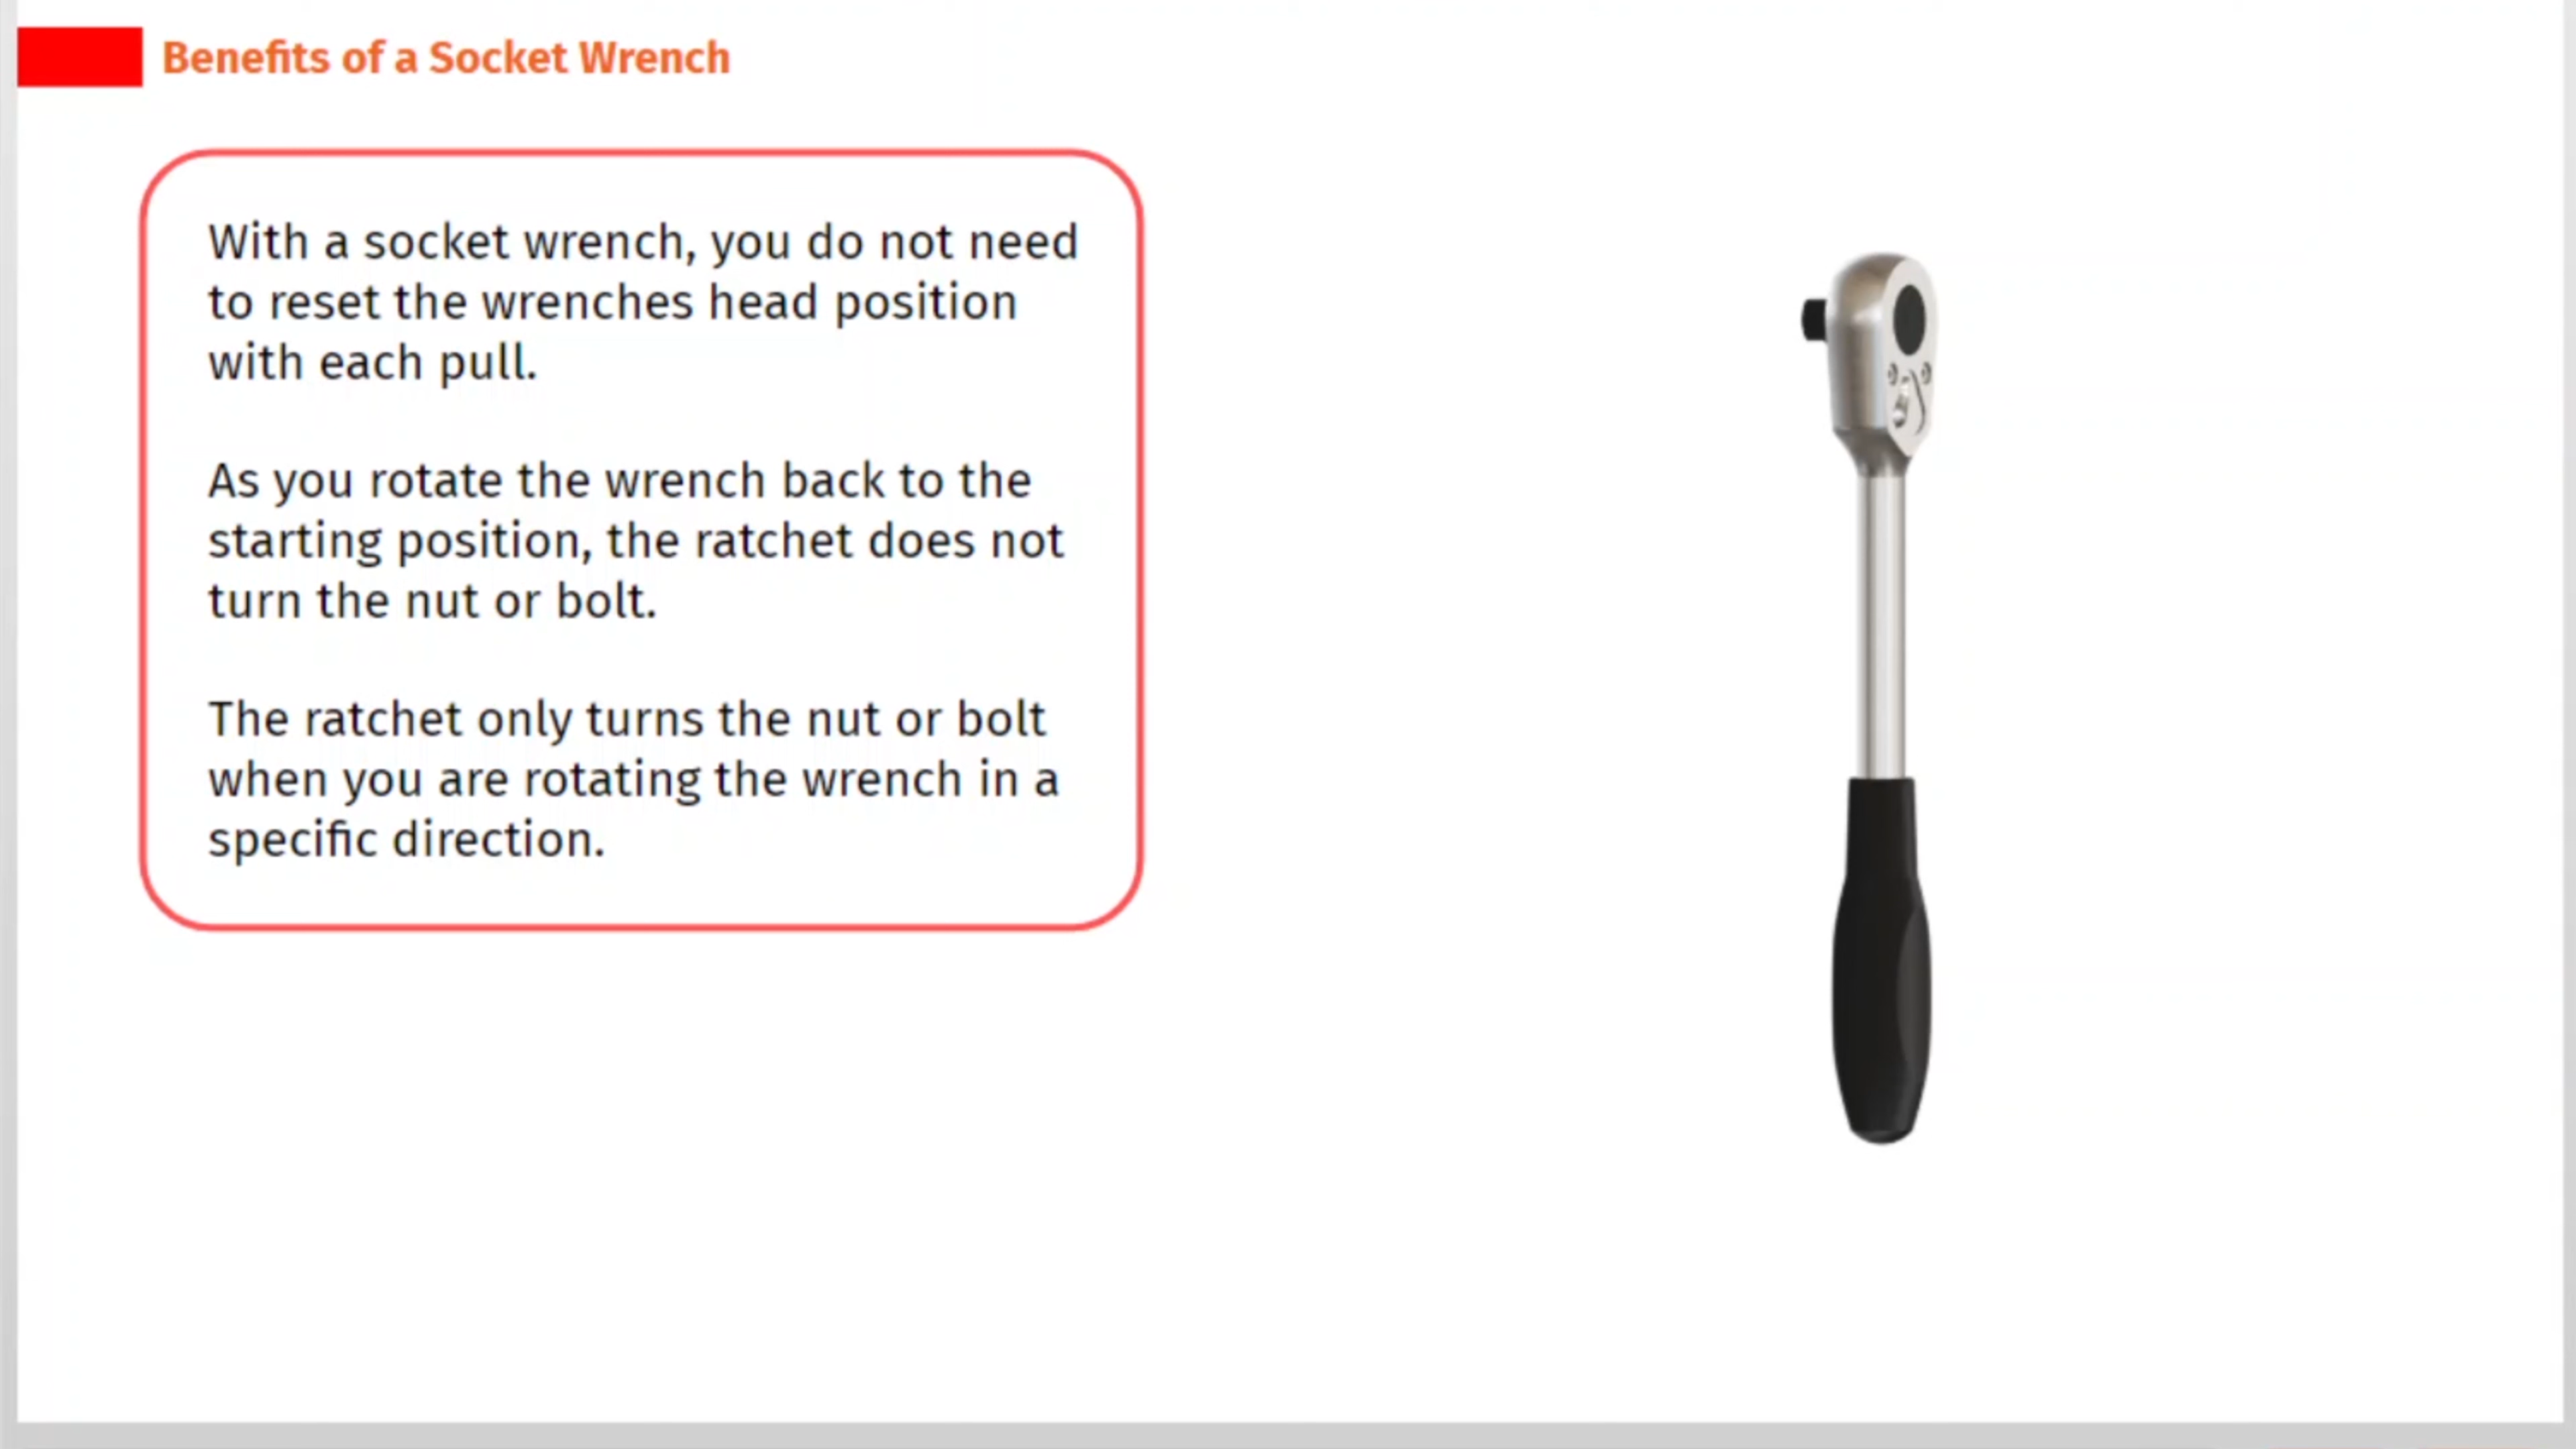 Benefits of a Socket Wrench
With a socket wrench, you do not need
to reset the wrenches head position
with each pull.
As you rotate the wrench back to the
starting position, the ratchet does not
turn the nut or bolt.
The ratchet only turns the nut or bolt
when you are rotating the wrench in a
specific direction.